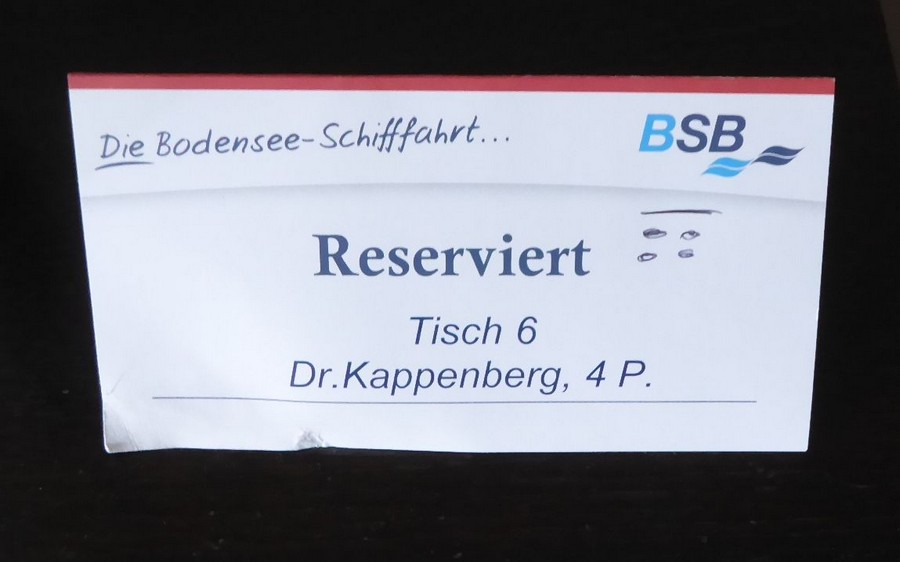 Die Bodensee-Schifffahrt...
BSB
Reserviert
Tisch 6
Dr.Kappenberg, 4 P.